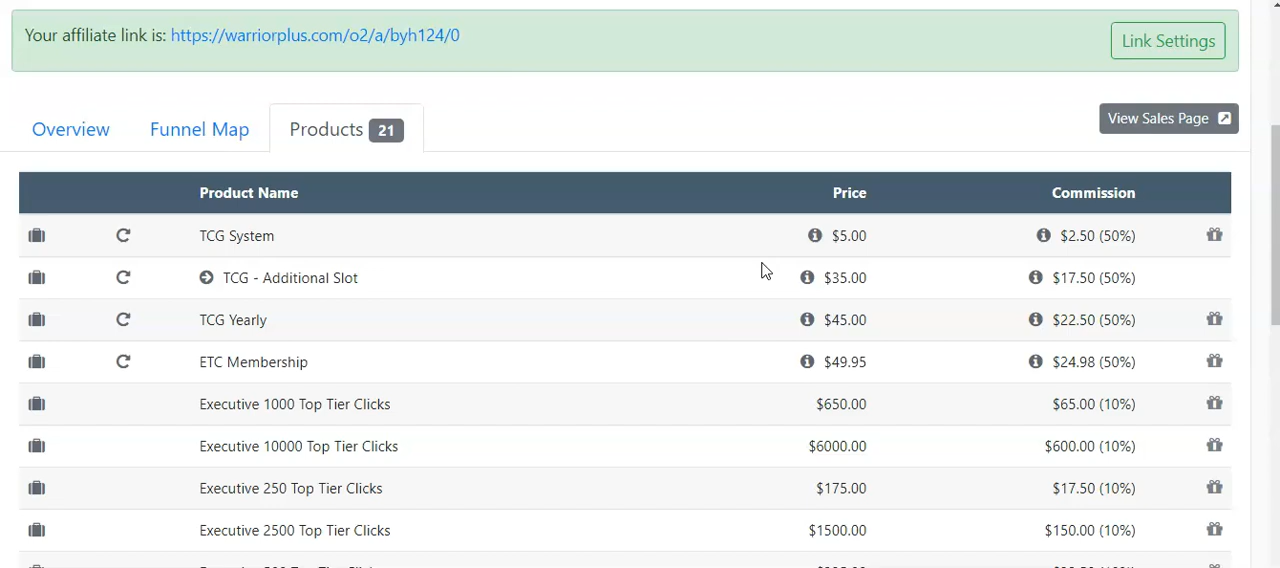 Your affiliate link is: https://warriorplus.com/o2/a/byh124/0
Link Settings
Overview
Funnel Map
Products 21
View Sales Page
Product Name Price Commission
TCG System $5.00 $2.50 (50%)
TCG - Additional Slot $35.00 $17.50 (50%)
TCG Yearly $45.00 $22.50 (50%)
ETC Membership $49.95 $24.98 (50%)
Executive 1000 Top Tier Clicks $650.00 $65.00 (10%)
Executive 10000 Top Tier Clicks $6000.00 $600.00 (10%)
Executive 250 Top Tier Clicks $175.00 $17.50 (10%)
Executive 2500 Top Tier Clicks $1500.00 $150.00 (10%)